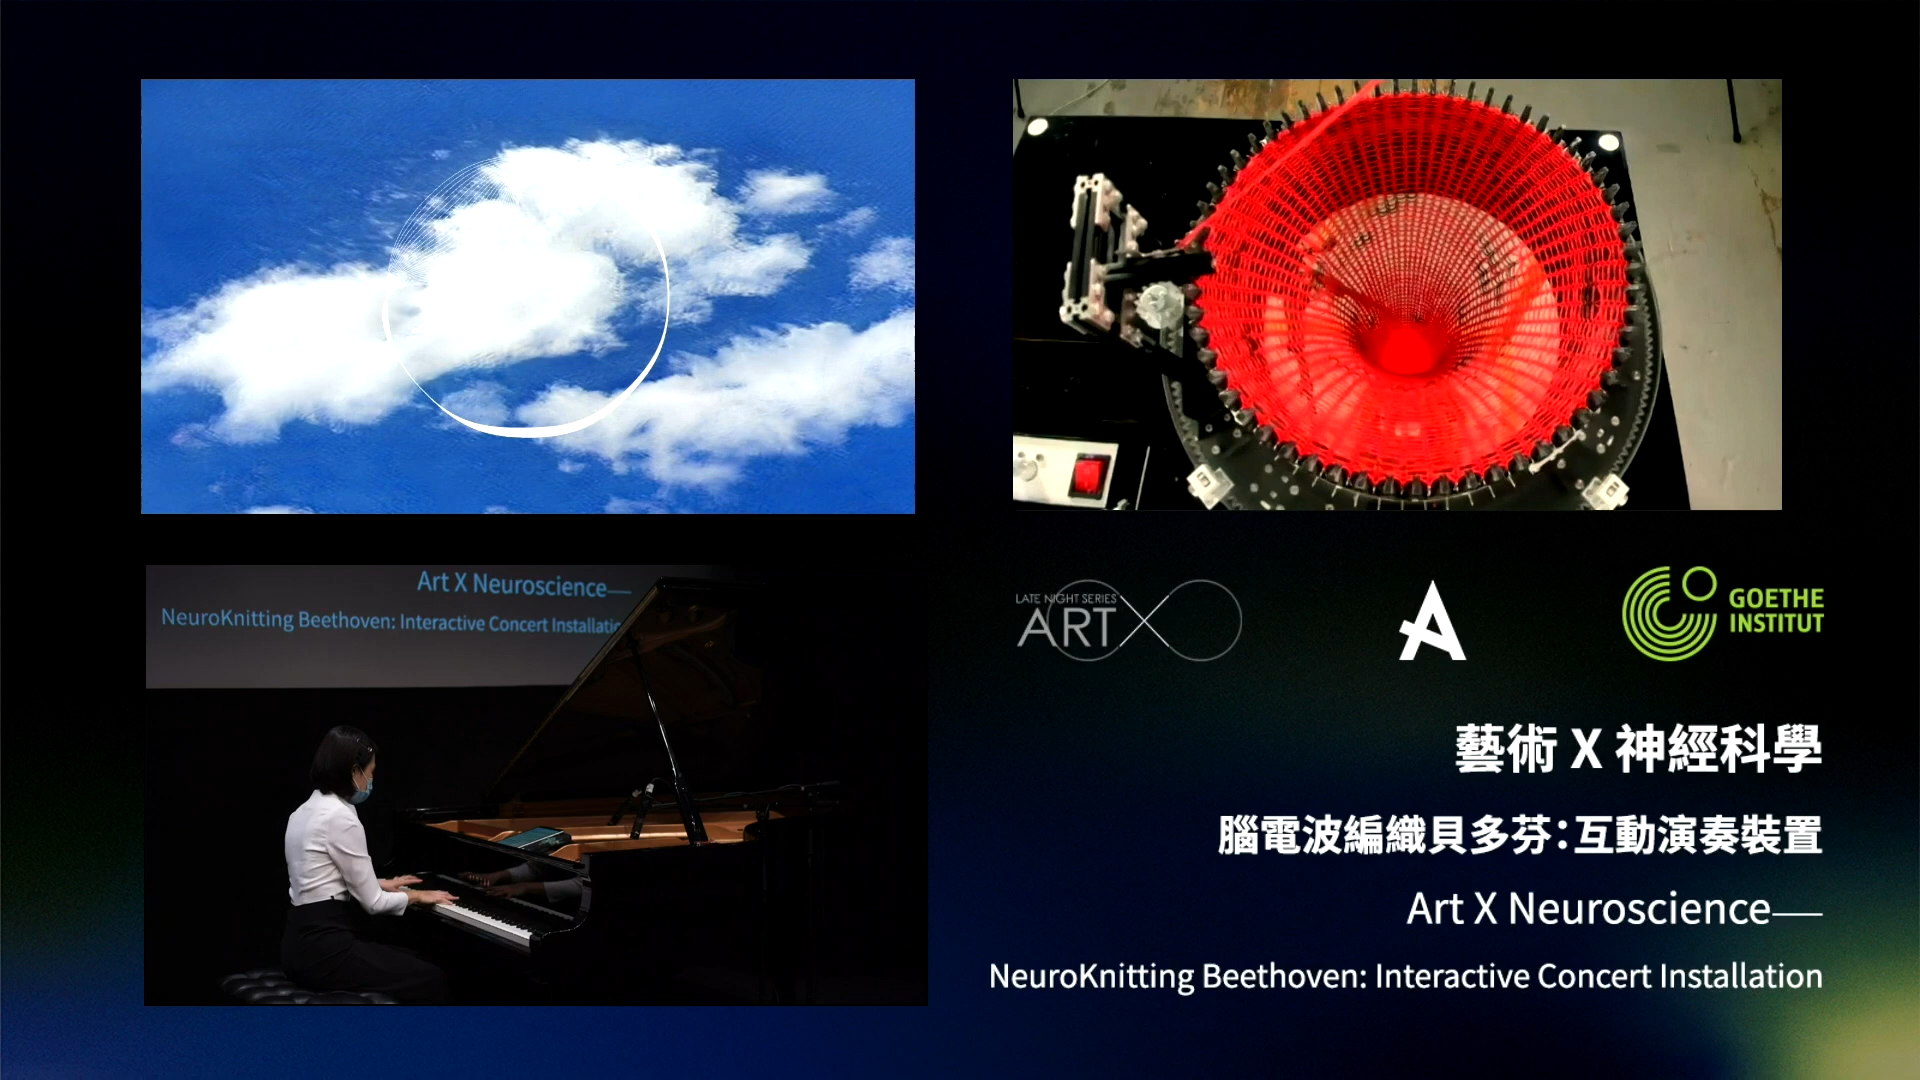 Art X Neuroscience—
NeuroKnitting Beethoven: Interactive Concert Installatio
LATE NIGHT SERIES
ART X
A
GOETHE
INSTITUT
藝術 X 神經科學
腦電波編織貝多芬：互動演奏裝置
Art X Neuroscience—
NeuroKnitting Beethoven: Interactive Concert Installation